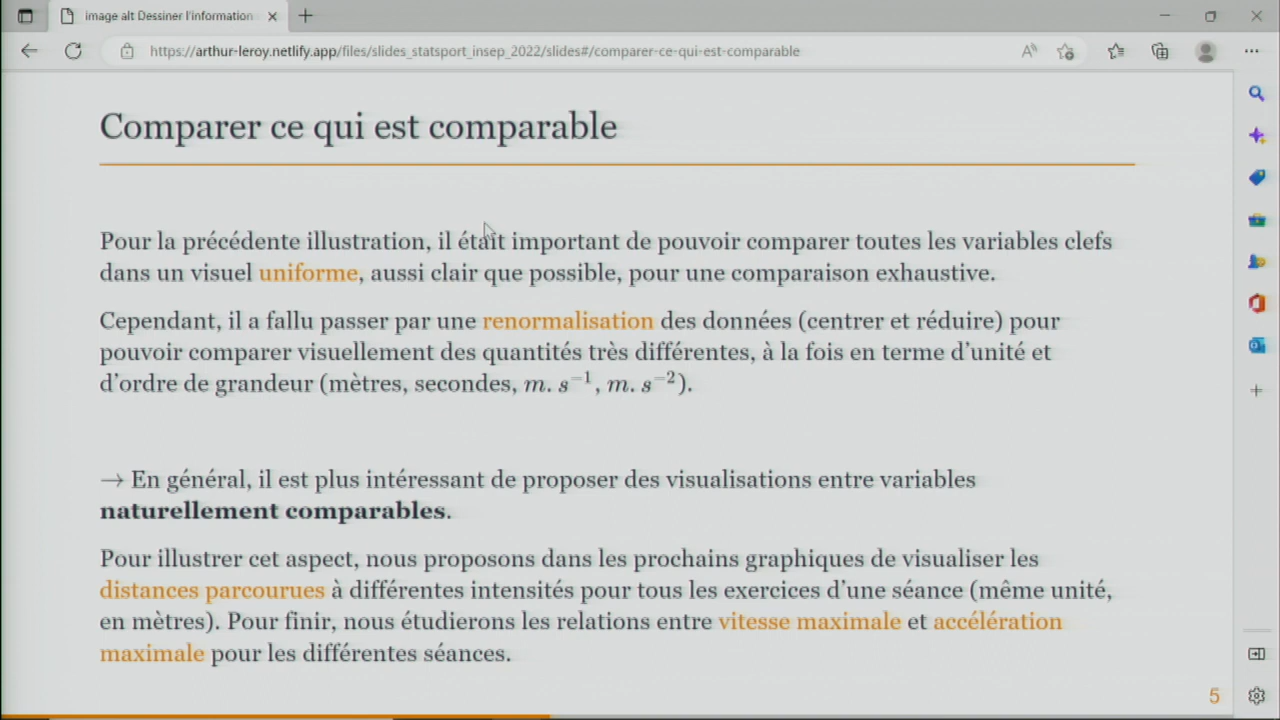 image alt Dessiner l'information
https://arthur-leroy.netlify.app/files/slides_statsport_insep_2022/slides#/comparer-ce-qui-est-comparable
Comparer ce qui est comparable
Pour la précédente illustration, il était important de pouvoir comparer toutes les variables clefs
dans un visuel uniforme, aussi clair que possible, pour une comparaison exhaustive.
Cependant, il a fallu passer par une renormalisation des données (centrer et réduire) pour
pouvoir comparer visuellement des quantités très différentes, à la fois en terme d'unité et
d'ordre de grandeur (mètres, secondes, m. s⁻¹, m. s⁻²).
→ En général, il est plus intéressant de proposer des visualisations entre variables
naturellement comparables.
Pour illustrer cet aspect, nous proposons dans les prochains graphiques de visualiser les
distances parcourues à différentes intensités pour tous les exercices d'une séance (même unité,
en mètres). Pour finir, nous étudierons les relations entre vitesse maximale et accélération
maximale pour les différentes séances.
5